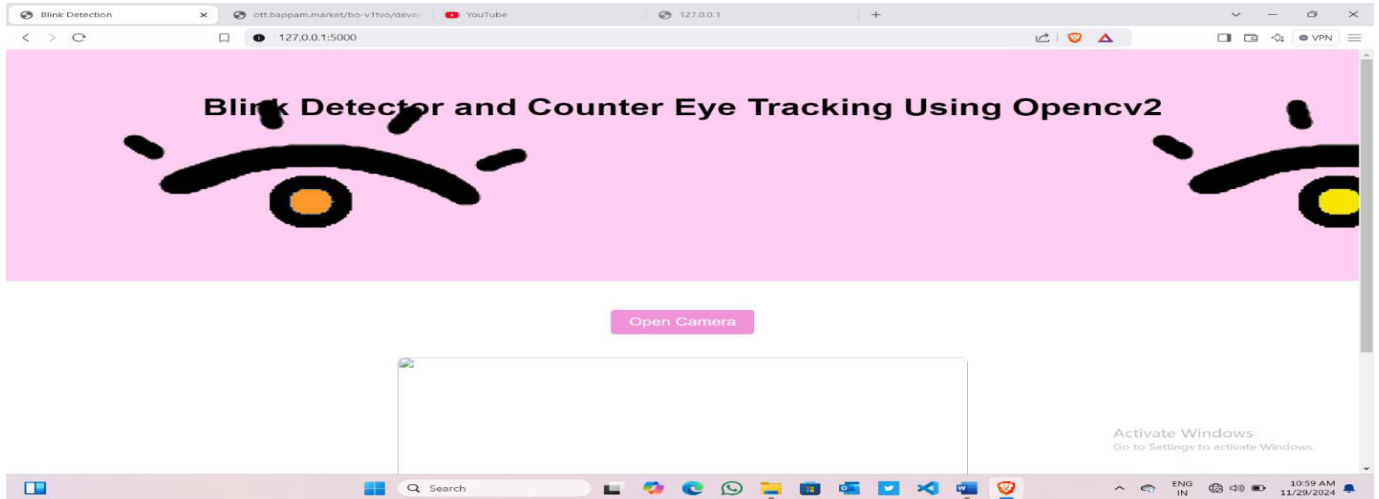 Blink Detection
ott.bappam.market/bo-v1tvo/devar
YouTube
127.0.0.1
127.0.0.1:5000
VPN
Blink Detector and Counter Eye Tracking Using Opencv2
Open Camera
Activate Windows
Go to Settings to activate Windows.
Search
ENG
IN
10:59 AM
11/29/2024